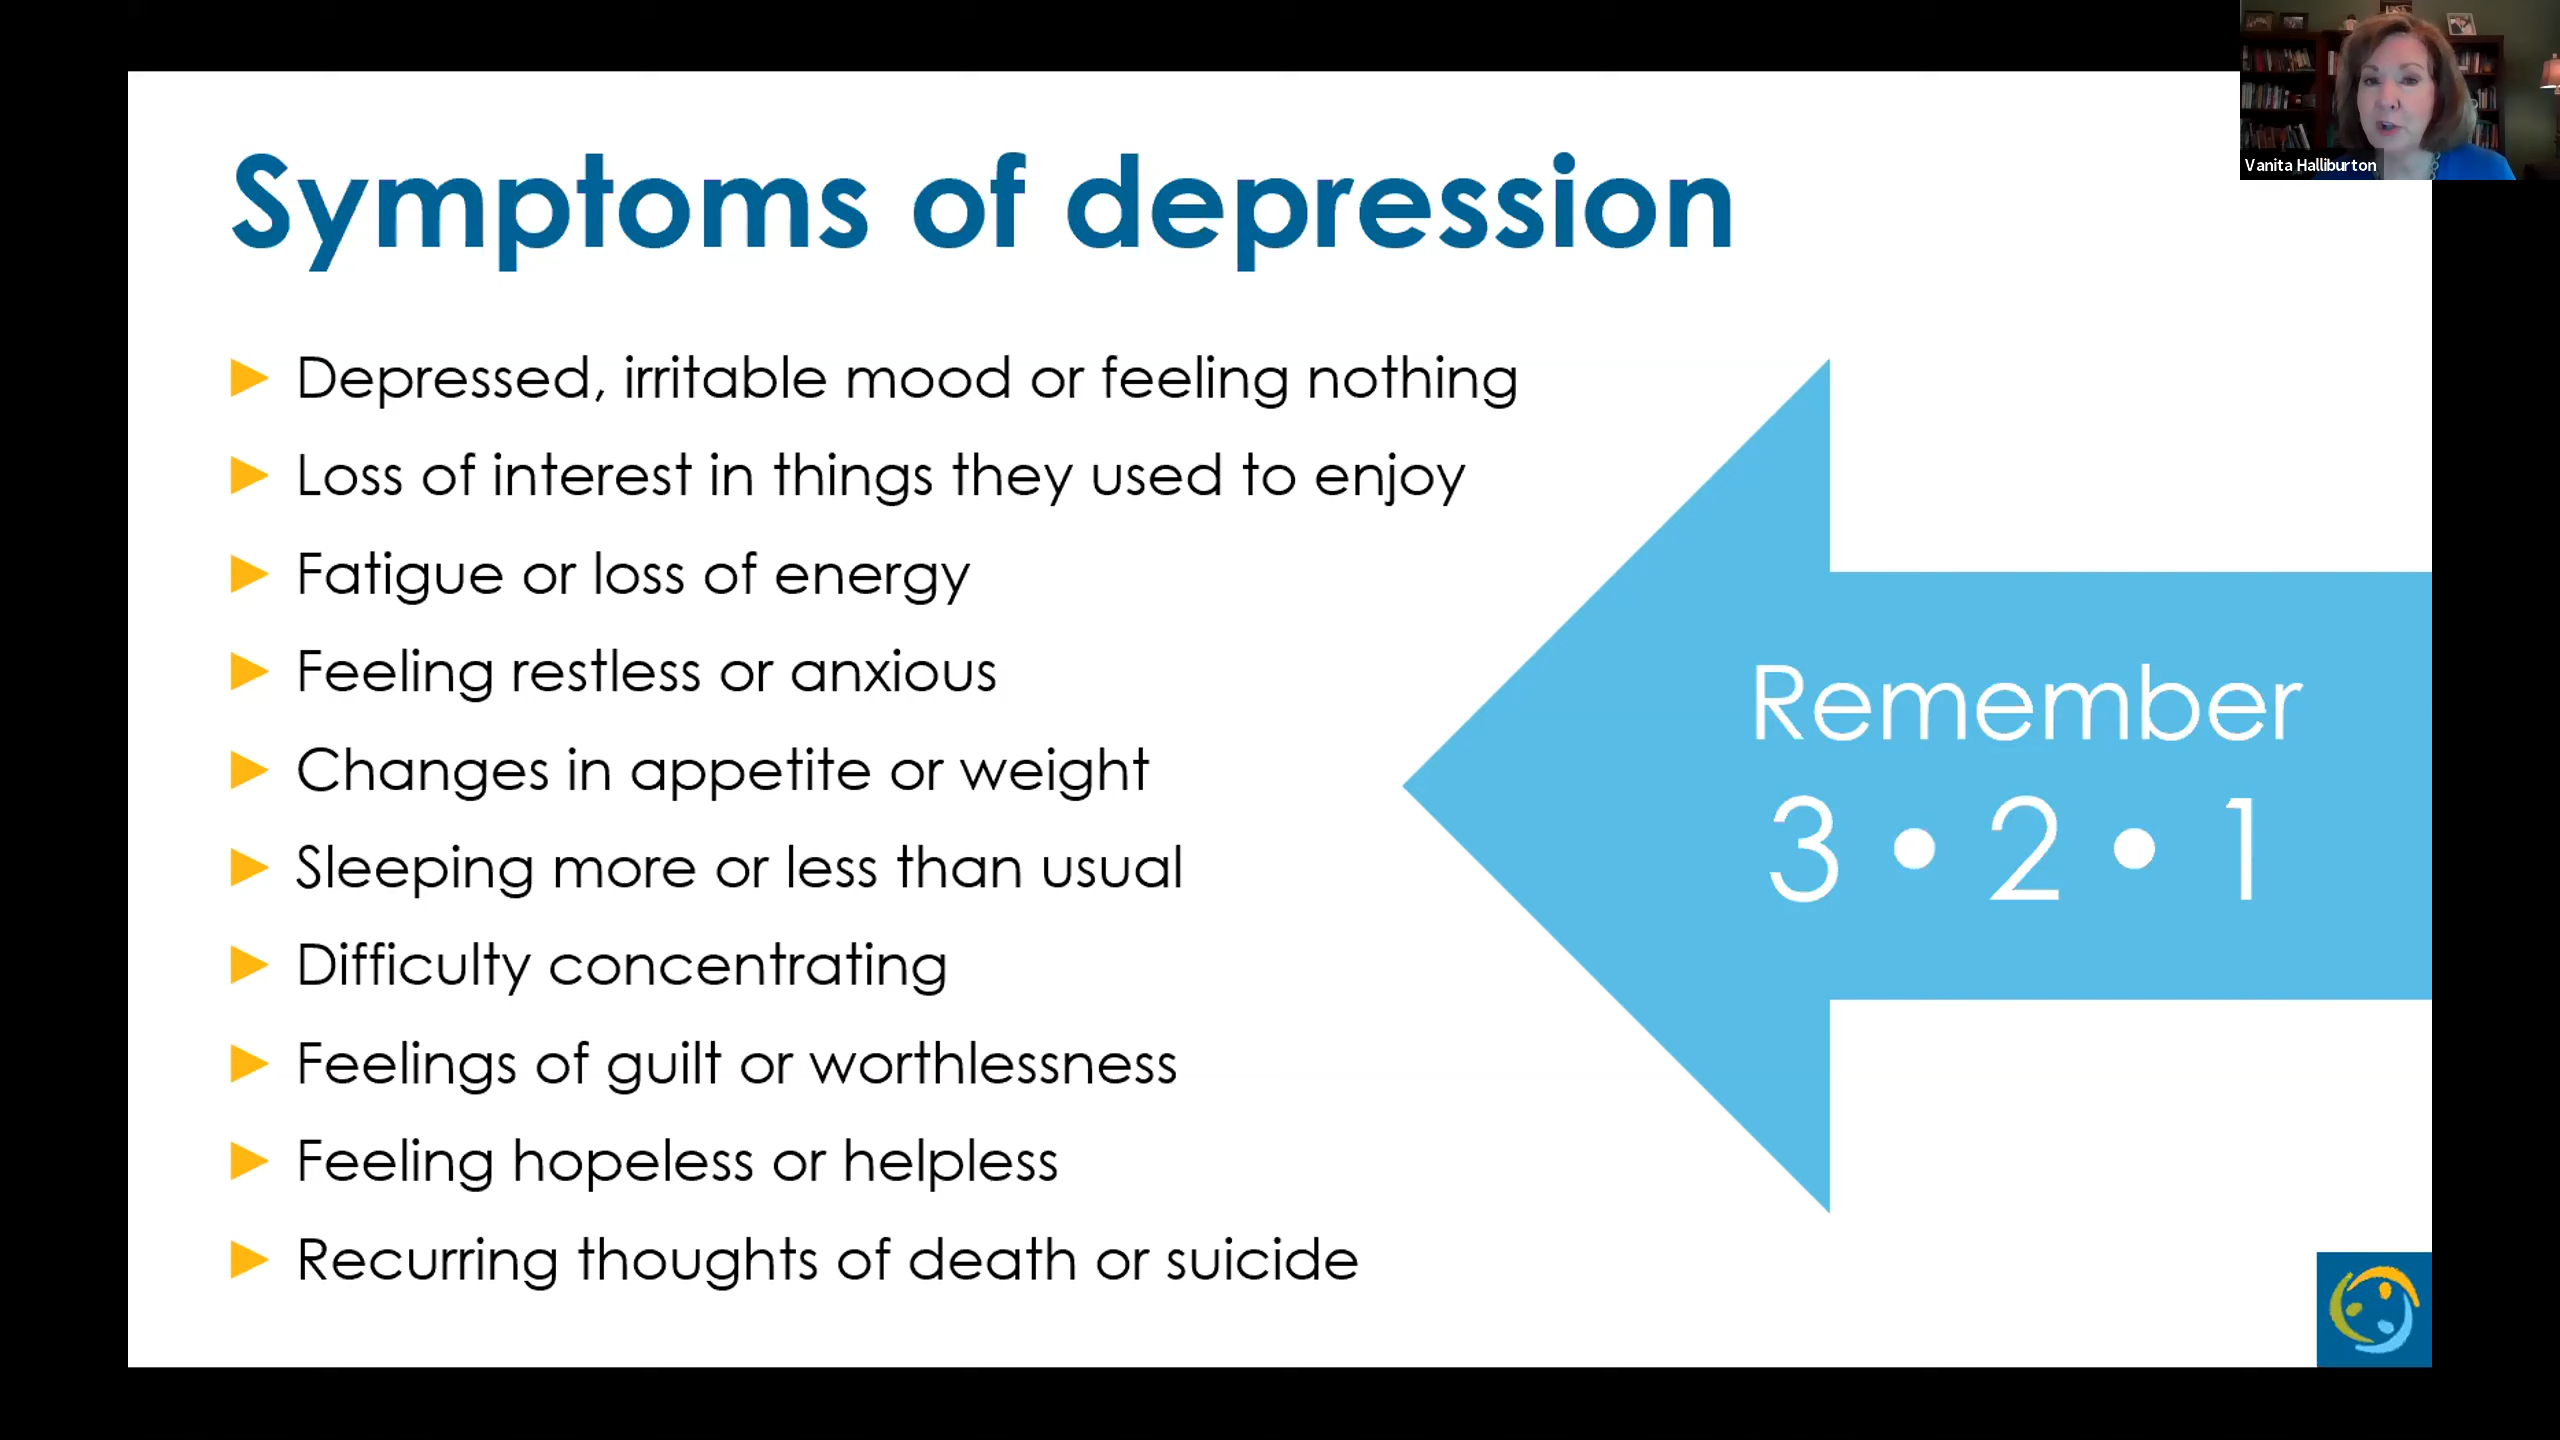 Vanita Halliburton
Symptoms of depression
Depressed, irritable mood or feeling nothing
Loss of interest in things they used to enjoy
Fatigue or loss of energy
Feeling restless or anxious
Changes in appetite or weight
Sleeping more or less than usual
Difficulty concentrating
Feelings of guilt or worthlessness
Feeling hopeless or helpless
Recurring thoughts of death or suicide
Remember
3 • 2 • 1